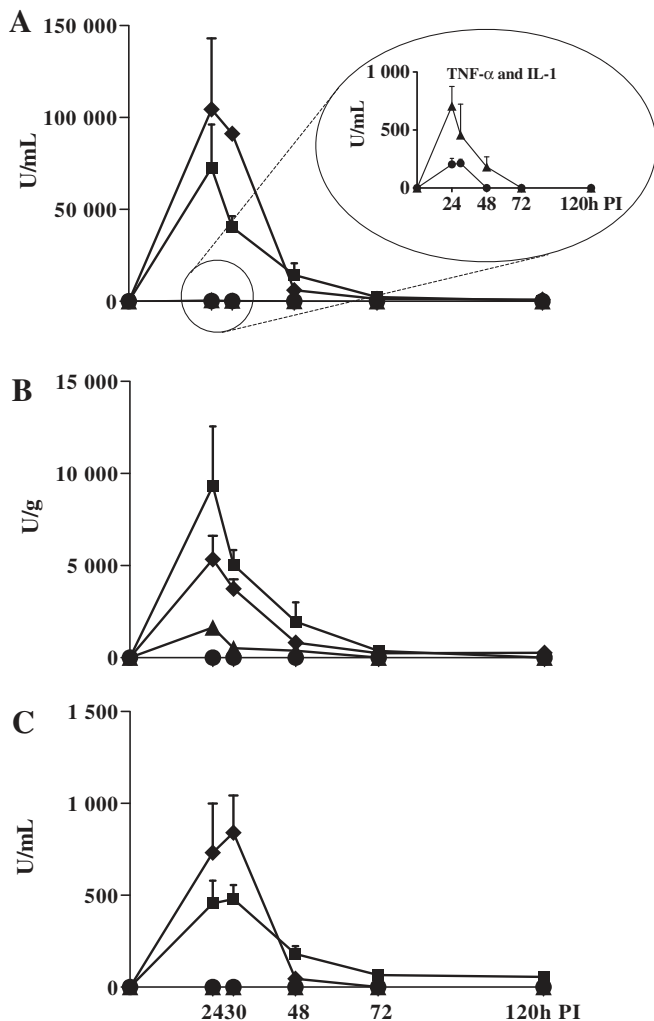 A
150 000
100 000
50 000
0
U/mL
TNF-α and IL-1
1 000
500
0
U/mL
24 48 72 120h PI
B
15 000
10 000
5 000
0
U/g
C
1 500
1 000
500
0
U/mL
2430 48 72 120h PI